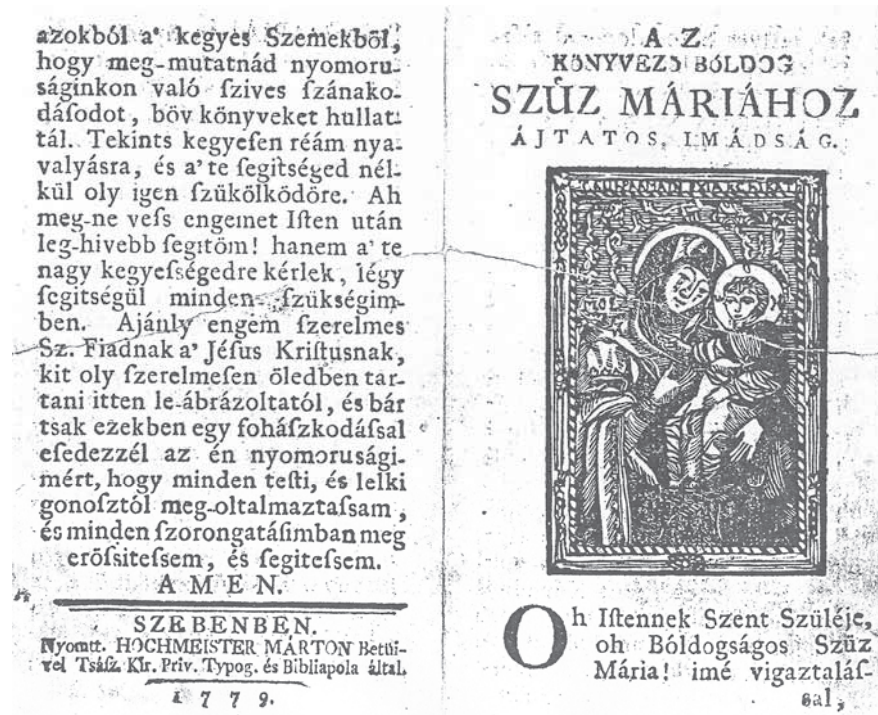 azokból a' kegyes Szemekböl,
hogy meg-mutatnád nyomoru-
ságinkon való ſzives ſzánako-
dáſodot, böv könyveket hullat-
tál. Tekints kegyeſen réám nya-
valyásra, és a' te ſegitséged nél-
kül oly igen ſzükölködöre. Ah
meg-ne veſs engemet Iſten után
leg-hivebb ſegitöm! hanem a' te
nagy kegyeſségedre kérlek, légy
ſegitségül minden ſzükségim-
ben. Ajánly engem ſzerelmes
Sz. Fiadnak a' Jéſus Kriſtusnak,
kit oly ſzerelmeſen öledben tar-
tani itten le-ábrázoltatól, és bár
tsak ezekben egy foháſzkodáſsal
eſedezzél az én nyomorusági-
mért, hogy minden teſti, és lelki
gonoſztól meg-oltalmaztaſsam,
és minden ſzorongatáſimban meg
eröſsiteſsem, és ſegiteſsem.
AMEN.
SZEBENBEN.
Nyomtt. HOCHMEISTER MÁRTON Betüi-
vel Tsáſz. Kir. Priv. Typog. és Bibliapola által.
1779.
AZ
KÖNYVEZŐ BÓLDOG
SZÜZ MÁRIÁHOZ
ÁJTATOS, IMÁDSÁG.
Oh Iſtennek Szent Szüléje,
oh Bóldogságos Szüz
Mária! imé vigaztaláſ-
sal,